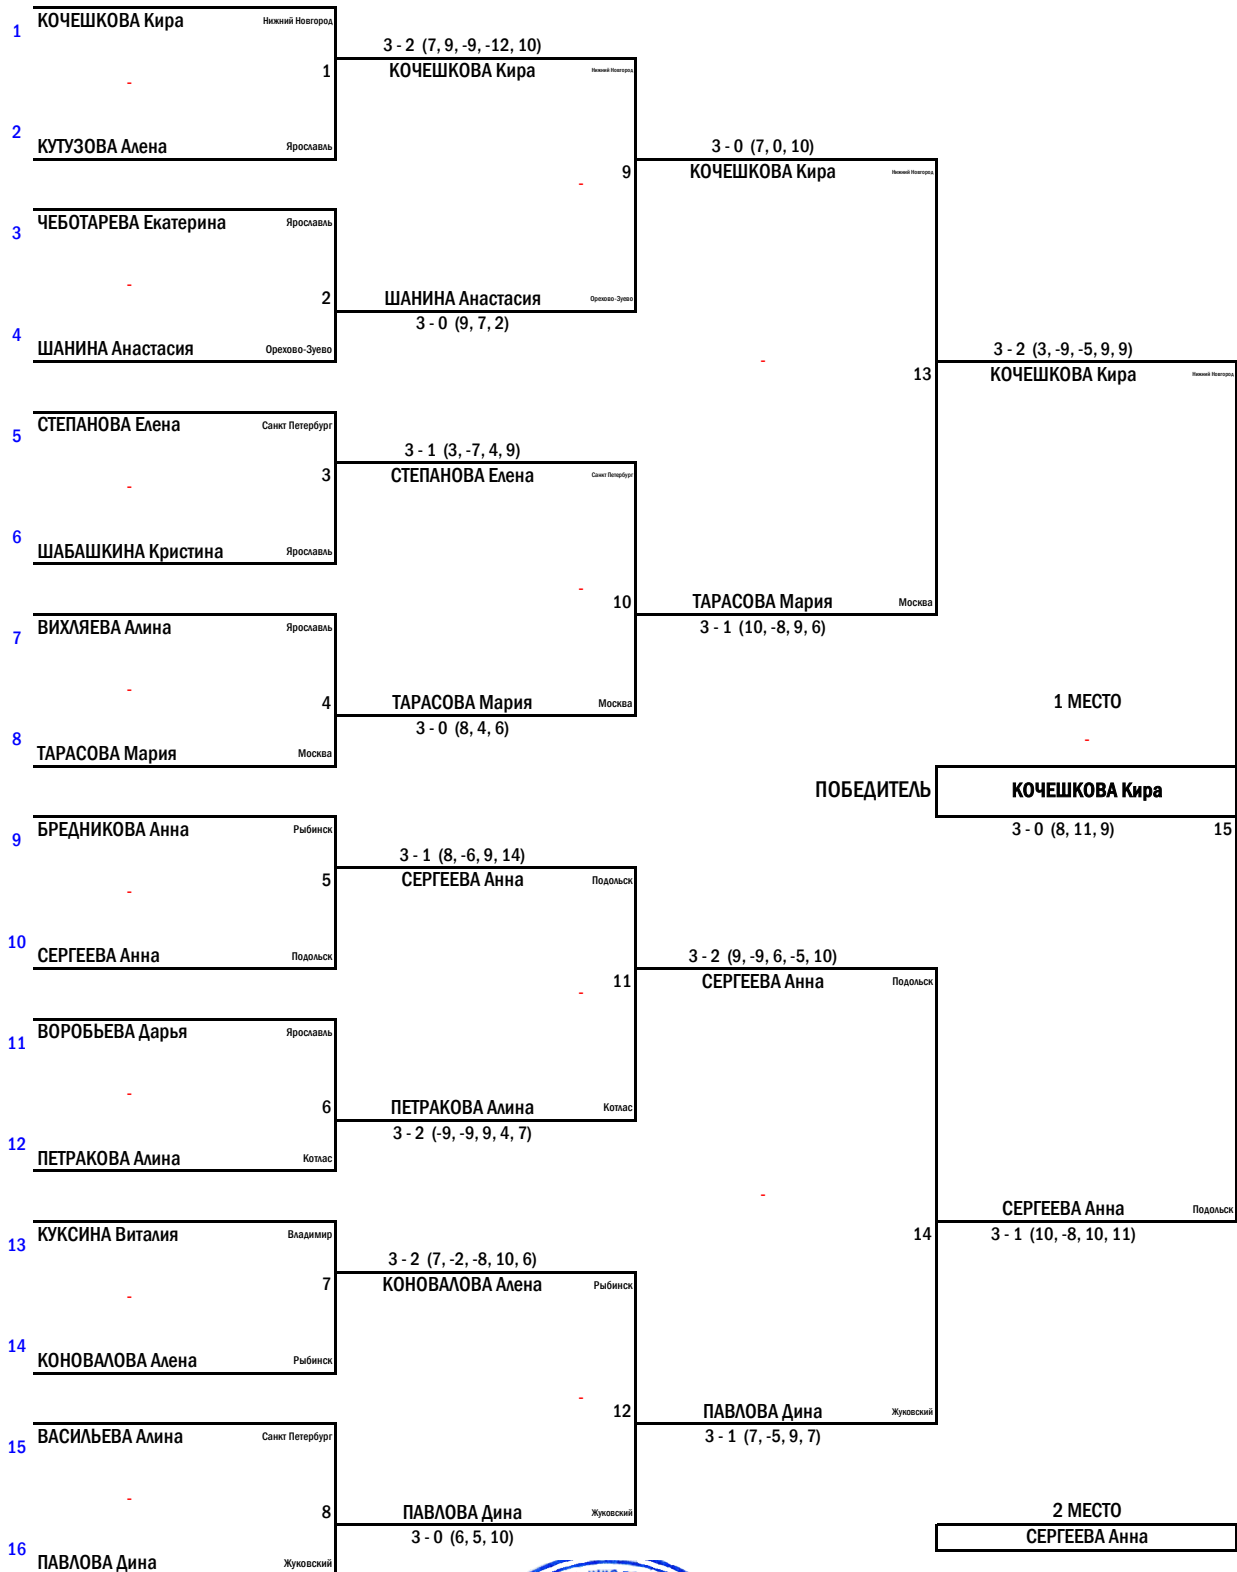 1 КОЧЕШКОВА Кира Нижний Новгород
3 - 2 (7, 9, -9, -12, 10)
1 КОЧЕШКОВА Кира Нижний Новгород
-
2 КУТУЗОВА Алена Ярославль
3 - 0 (7, 0, 10)
9 КОЧЕШКОВА Кира Нижний Новгород
-
3 ЧЕБОТАРЕВА Екатерина Ярославль
-
2 ШАНИНА Анастасия Орехово-Зуево
3 - 0 (9, 7, 2)
4 ШАНИНА Анастасия Орехово-Зуево
3 - 2 (3, -9, -5, 9, 9)
-
13 КОЧЕШКОВА Кира Нижний Новгород
5 СТЕПАНОВА Елена Санкт Петербург
3 - 1 (3, -7, 4, 9)
3 СТЕПАНОВА Елена Санкт Петербург
-
6 ШАБАШКИНА Кристина Ярославль
-
10 ТАРАСОВА Мария Москва
3 - 1 (10, -8, 9, 6)
7 ВИХЛЯЕВА Алина Ярославль
-
4 ТАРАСОВА Мария Москва
3 - 0 (8, 4, 6)
8 ТАРАСОВА Мария Москва
1 МЕСТО
-
ПОБЕДИТЕЛЬ КОЧЕШКОВА Кира
3 - 0 (8, 11, 9) 15
9 БРЕДНИКОВА Анна Рыбинск
3 - 1 (8, -6, 9, 14)
5 СЕРГЕЕВА Анна Подольск
-
10 СЕРГЕЕВА Анна Подольск
3 - 2 (9, -9, 6, -5, 10)
11 СЕРГЕЕВА Анна Подольск
-
11 ВОРОБЬЕВА Дарья Ярославль
-
6 ПЕТРАКОВА Алина Котлас
3 - 2 (-9, -9, 9, 4, 7)
12 ПЕТРАКОВА Алина Котлас
-
14 СЕРГЕЕВА Анна Подольск
3 - 1 (10, -8, 10, 11)
13 КУКСИНА Виталия Владимир
3 - 2 (7, -2, -8, 10, 6)
7 КОНОВАЛОВА Алена Рыбинск
-
14 КОНОВАЛОВА Алена Рыбинск
-
12 ПАВЛОВА Дина Жуковский
3 - 1 (7, -5, 9, 7)
15 ВАСИЛЬЕВА Алина Санкт Петербург
-
8 ПАВЛОВА Дина Жуковский
3 - 0 (6, 5, 10)
16 ПАВЛОВА Дина Жуковский
2 МЕСТО
СЕРГЕЕВА Анна